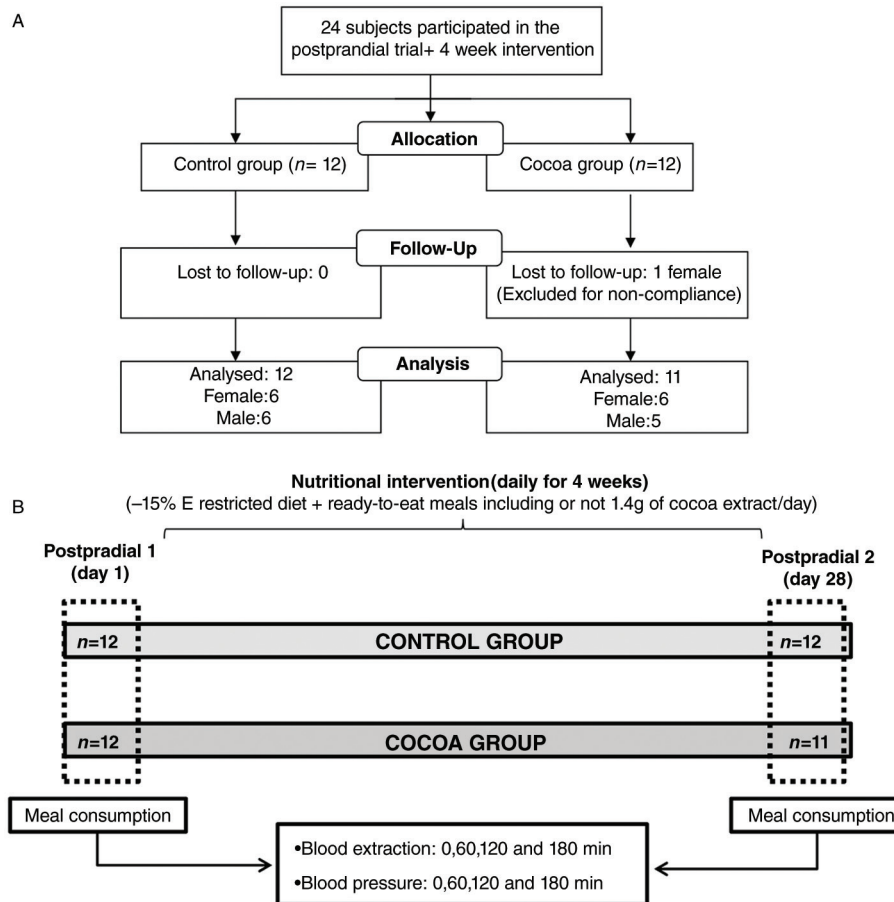 A
24 subjects participated in the
postprandial trial+ 4 week intervention
Allocation
Control group (n= 12)
Cocoa group (n=12)
Follow-Up
Lost to follow-up: 0
Lost to follow-up: 1 female
(Excluded for non-compliance)
Analysis
Analysed: 12
Female:6
Male:6
Analysed: 11
Female:6
Male:5
B
Nutritional intervention(daily for 4 weeks)
(–15% E restricted diet + ready-to-eat meals including or not 1.4g of cocoa extract/day)
Postpradial 1
(day 1)
Postpradial 2
(day 28)
n=12
CONTROL GROUP
n=12
n=12
COCOA GROUP
n=11
Meal consumption
Meal consumption
•Blood extraction: 0,60,120 and 180 min
•Blood pressure: 0,60,120 and 180 min